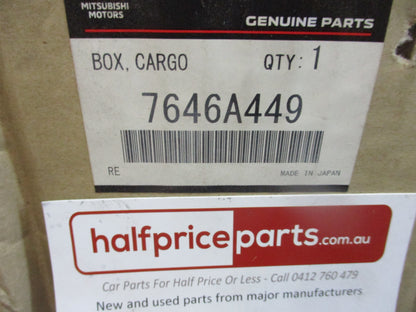 MITSUBISHI
MOTORS
GENUINE PARTS
BOX, CARGO QTY: 1
7646A449
RE MADE IN JAPAN
halfpriceparts.com.au
Car Parts For Half Price Or Less - Call 0412 760 479
New and used parts from major manufacturers.